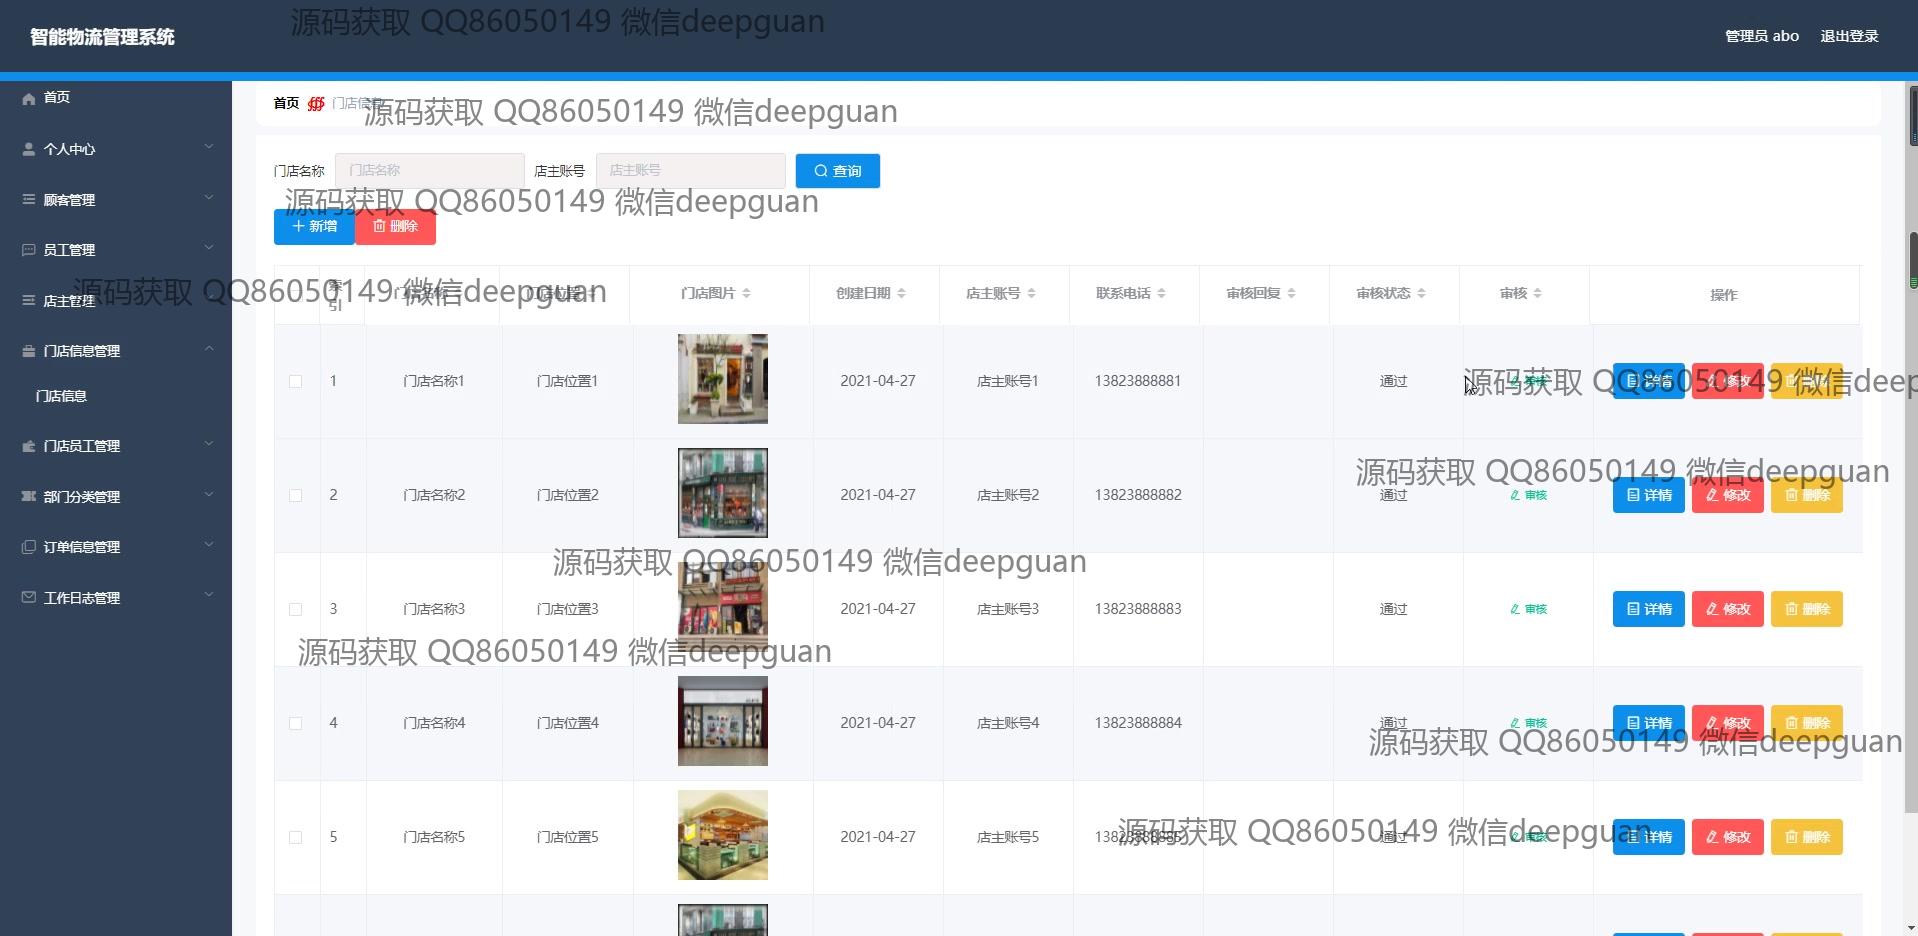 源码获取 QQ86050149 微信deepguan
智能物流管理系统
管理员 abo 退出登录
首页
个人中心
顾客管理
员工管理
店主管理
门店信息管理
门店信息
门店员工管理
部门分类管理
订单信息管理
工作日志管理
首页 门店信息
源码获取 QQ86050149 微信deepguan
门店名称 门店名称 店主账号 店主账号 查询
源码获取 QQ86050149 微信deepguan
新增 删除
源码获取 QQ86050149 微信deepguan
索引 门店名称 门店位置 门店图片 创建日期 店主账号 联系电话 审核回复 审核状态 审核 操作
1 门店名称1 门店位置1 2021-04-27 店主账号1 13823888881 通过 审核 详情 修改 删除
源码获取 QQ86050149 微信deep
源码获取 QQ86050149 微信deepguan
2 门店名称2 门店位置2 2021-04-27 店主账号2 13823888882 通过 审核 详情 修改 删除
源码获取 QQ86050149 微信deepguan
3 门店名称3 门店位置3 2021-04-27 店主账号3 13823888883 通过 审核 详情 修改 删除
源码获取 QQ86050149 微信deepguan
4 门店名称4 门店位置4 2021-04-27 店主账号4 13823888884 通过 审核 详情 修改 删除
源码获取 QQ86050149 微信deepguan
5 门店名称5 门店位置5 2021-04-27 店主账号5 13823888885 通过 审核 详情 修改 删除
源码获取 QQ86050149 微信deepguan